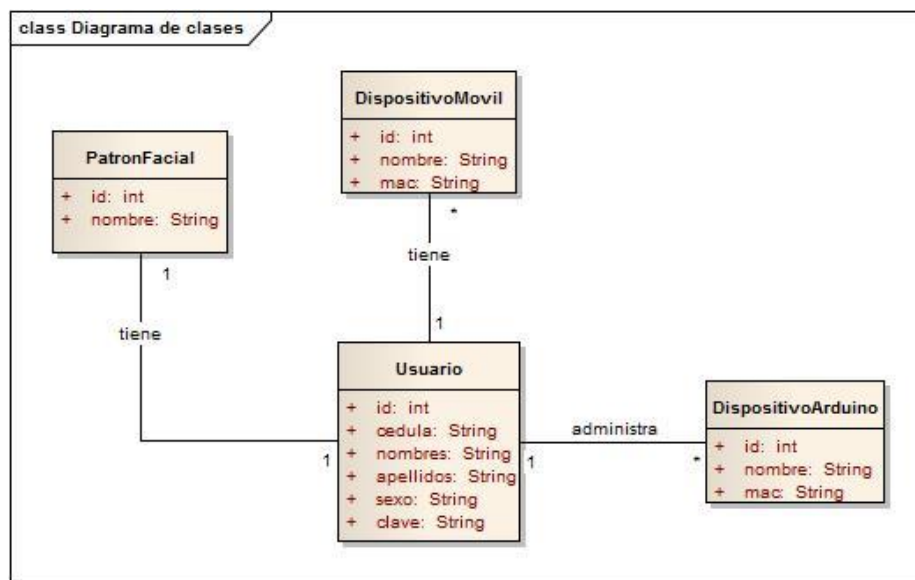 class Diagrama de clases
DispositivoMovil
+ id: int
+ nombre: String
+ mac: String
*
tiene
1
PatronFacial
+ id: int
+ nombre: String
1
tiene
1
Usuario
+ id: int
+ cedula: String
+ nombres: String
+ apellidos: String
+ sexo: String
+ clave: String
administra
1
*
DispositivoArduino
+ id: int
+ nombre: String
+ mac: String